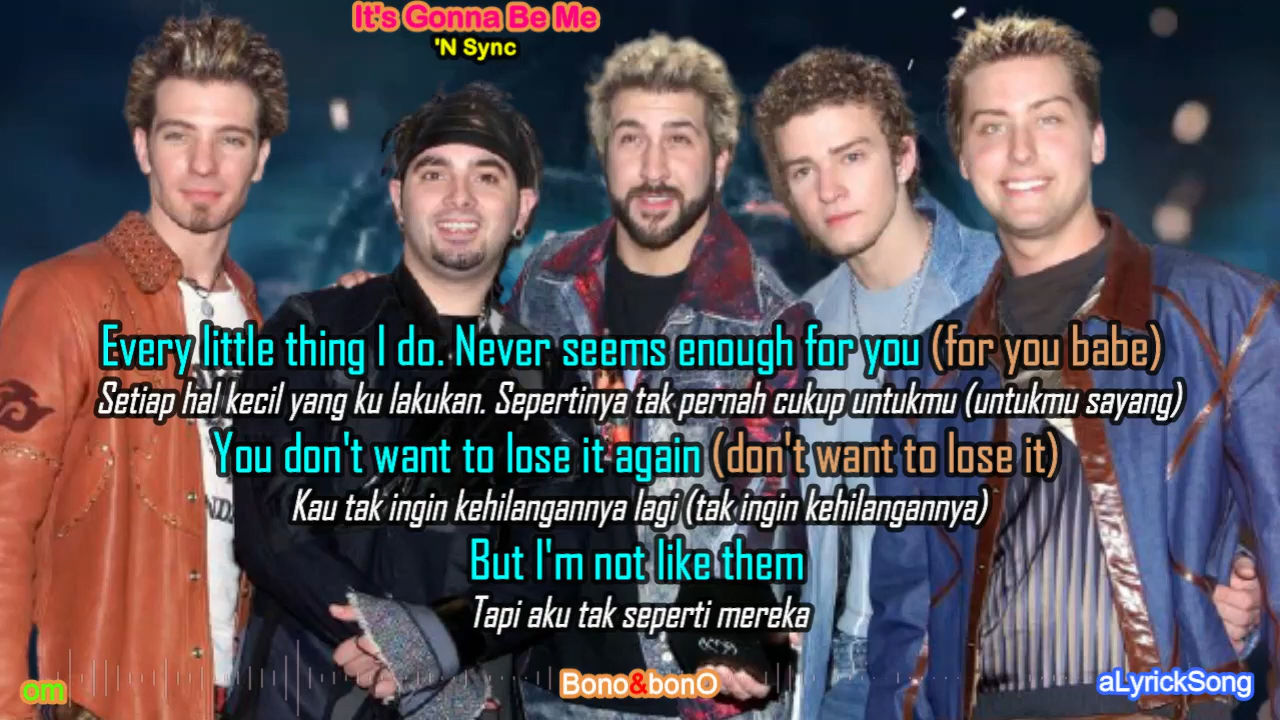 It's Gonna Be Me
'N Sync
Every little thing I do. Never seems enough for you (for you babe)
Setiap hal kecil yang ku lakukan. Sepertinya tak pernah cukup untukmu (untukmu sayang)
You don't want to lose it again (don't want to lose it)
Kau tak ingin kehilangannya lagi (tak ingin kehilangannya)
But I'm not like them
Tapi aku tak seperti mereka
om
Bono&bonO
aLyrickSong